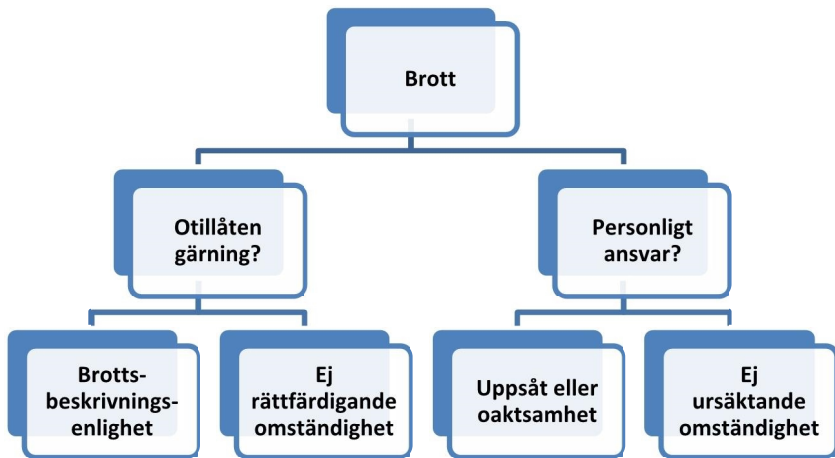 Brott
Otillåten
gärning?
Personligt
ansvar?
Brotts-
beskrivnings-
enlighet
Ej
rättfärdigande
omständighet
Uppsåt eller
oaktsamhet
Ej
ursäktande
omständighet